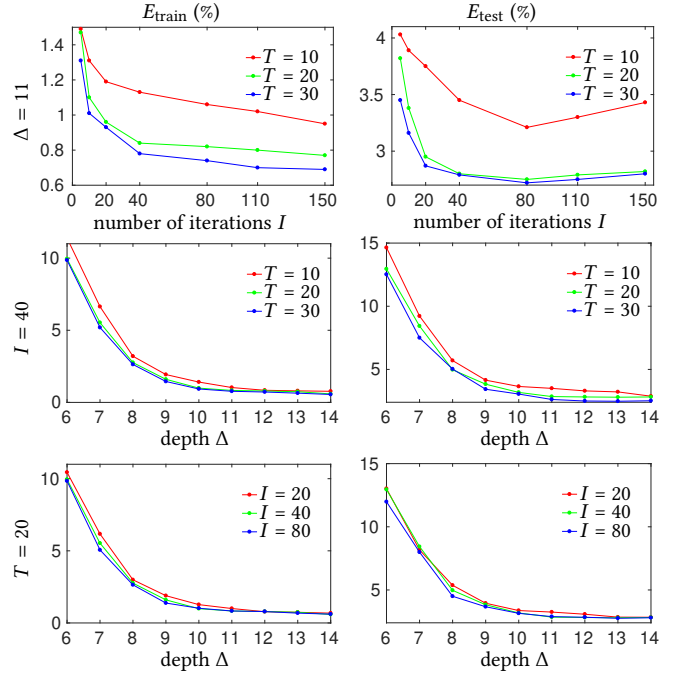 E_train (%)
E_test (%)
Δ = 11
1.4
1.2
1
0.8
0.6
T = 10
T = 20
T = 30
0 20 40 80 110 150
number of iterations I
4
3.5
3
T = 10
T = 20
T = 30
0 20 40 80 110 150
number of iterations I
I = 40
10
5
0
T = 10
T = 20
T = 30
6 7 8 9 10 11 12 13 14
depth Δ
15
10
5
T = 10
T = 20
T = 30
6 7 8 9 10 11 12 13 14
depth Δ
T = 20
10
5
0
I = 20
I = 40
I = 80
6 7 8 9 10 11 12 13 14
depth Δ
15
10
5
I = 20
I = 40
I = 80
6 7 8 9 10 11 12 13 14
depth Δ